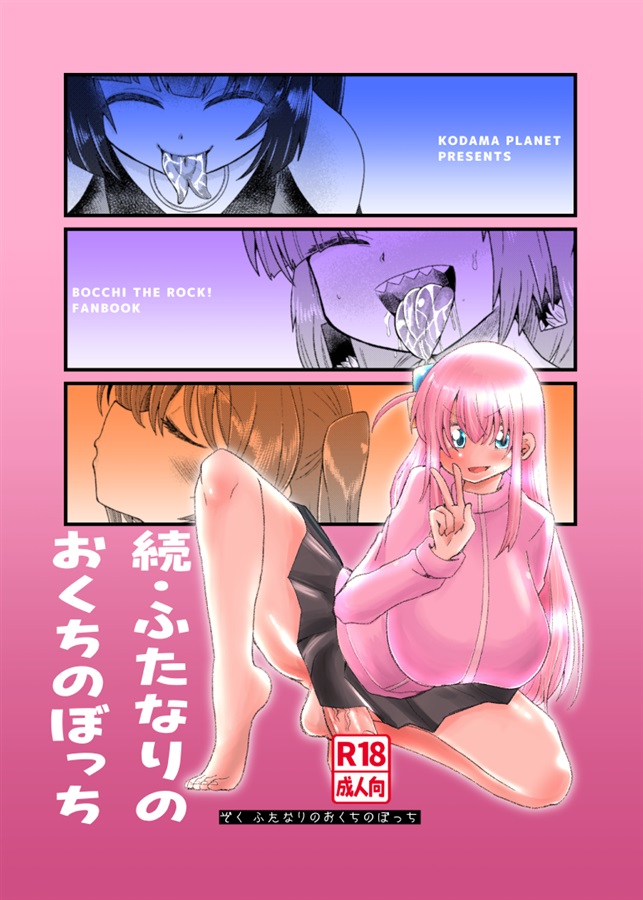 KODAMA PLANET
PRESENTS
BOCCHI THE ROCK!
FANBOOK
続・ふたなりの
おくちのぼっち
R18
成人向
ぞく ふたなりのおくちのぼっち